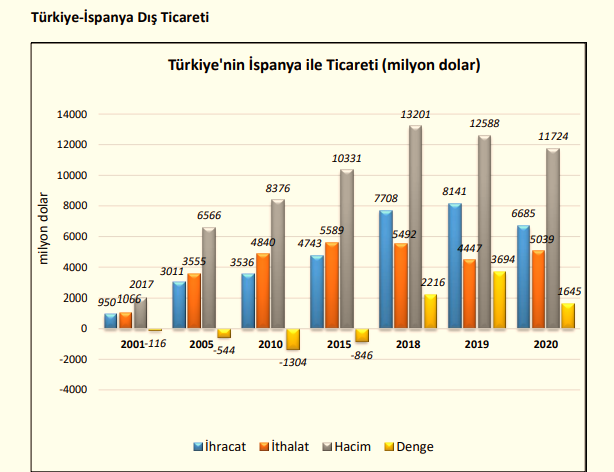 Türkiye-İspanya Dış Ticareti
Türkiye'nin İspanya ile Ticareti (milyon dolar)
milyon dolar
14000
12000
10000
8000
6000
4000
2000
0
-2000
-4000
950 1066 2017 -116
3011 3555 6566 -544
3536 4840 8376 -1304
4743 5589 10331 -846
7708 5492 13201 2216
8141 4447 12588 3694
6685 5039 11724 1645
2001 2005 2010 2015 2018 2019 2020
İhracat İthalat Hacim Denge